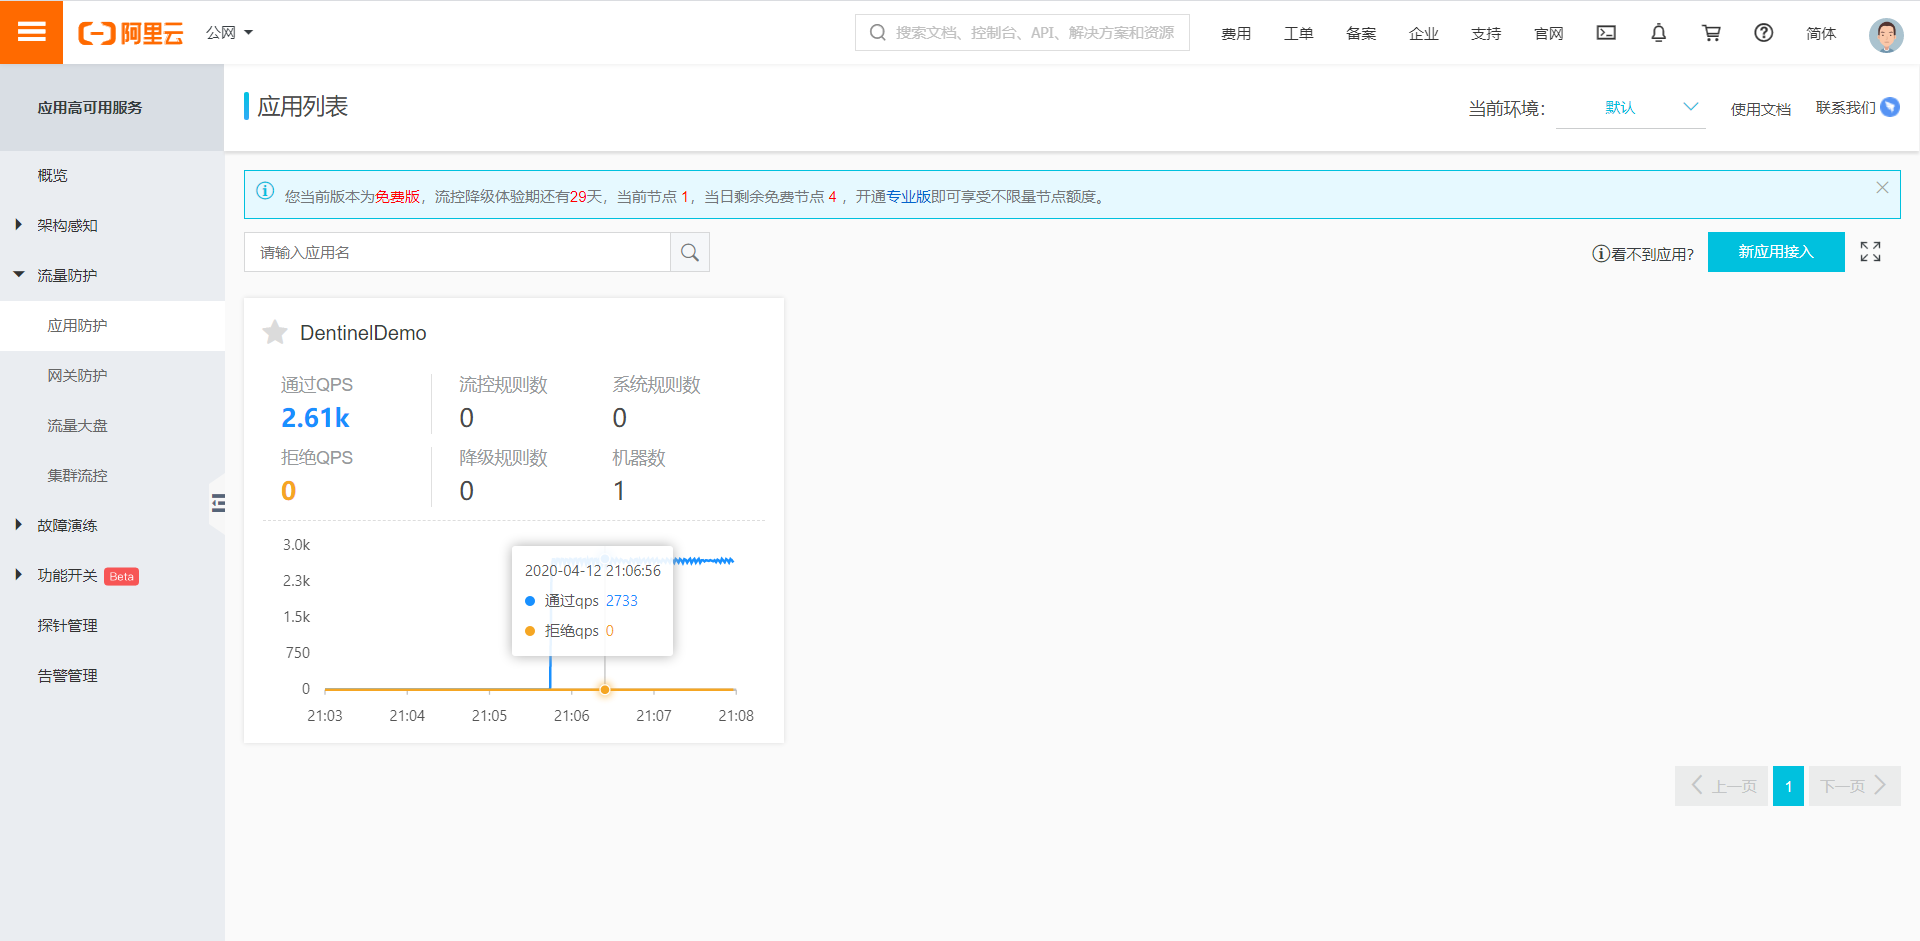 阿里云 公网
搜索文档、控制台、API、解决方案和资源
费用 工单 备案 企业 支持 官网 简体
应用高可用服务
概览
架构感知
流量防护
应用防护
网关防护
流量大盘
集群流控
故障演练
功能开关 Beta
探针管理
告警管理
应用列表
当前环境: 默认 使用文档 联系我们
您当前版本为免费版，流控降级体验期还有29天，当前节点 1，当日剩余免费节点 4 ，开通专业版即可享受不限量节点额度。
请输入应用名
看不到应用? 新应用接入
DentinelDemo
通过QPS 流控规则数 系统规则数
2.61k 0 0
拒绝QPS 降级规则数 机器数
0 0 1
3.0k
2.3k
1.5k
750
0
2020-04-12 21:06:56
通过qps 2733
拒绝qps 0
21:03 21:04 21:05 21:06 21:07 21:08
上一页 1 下一页